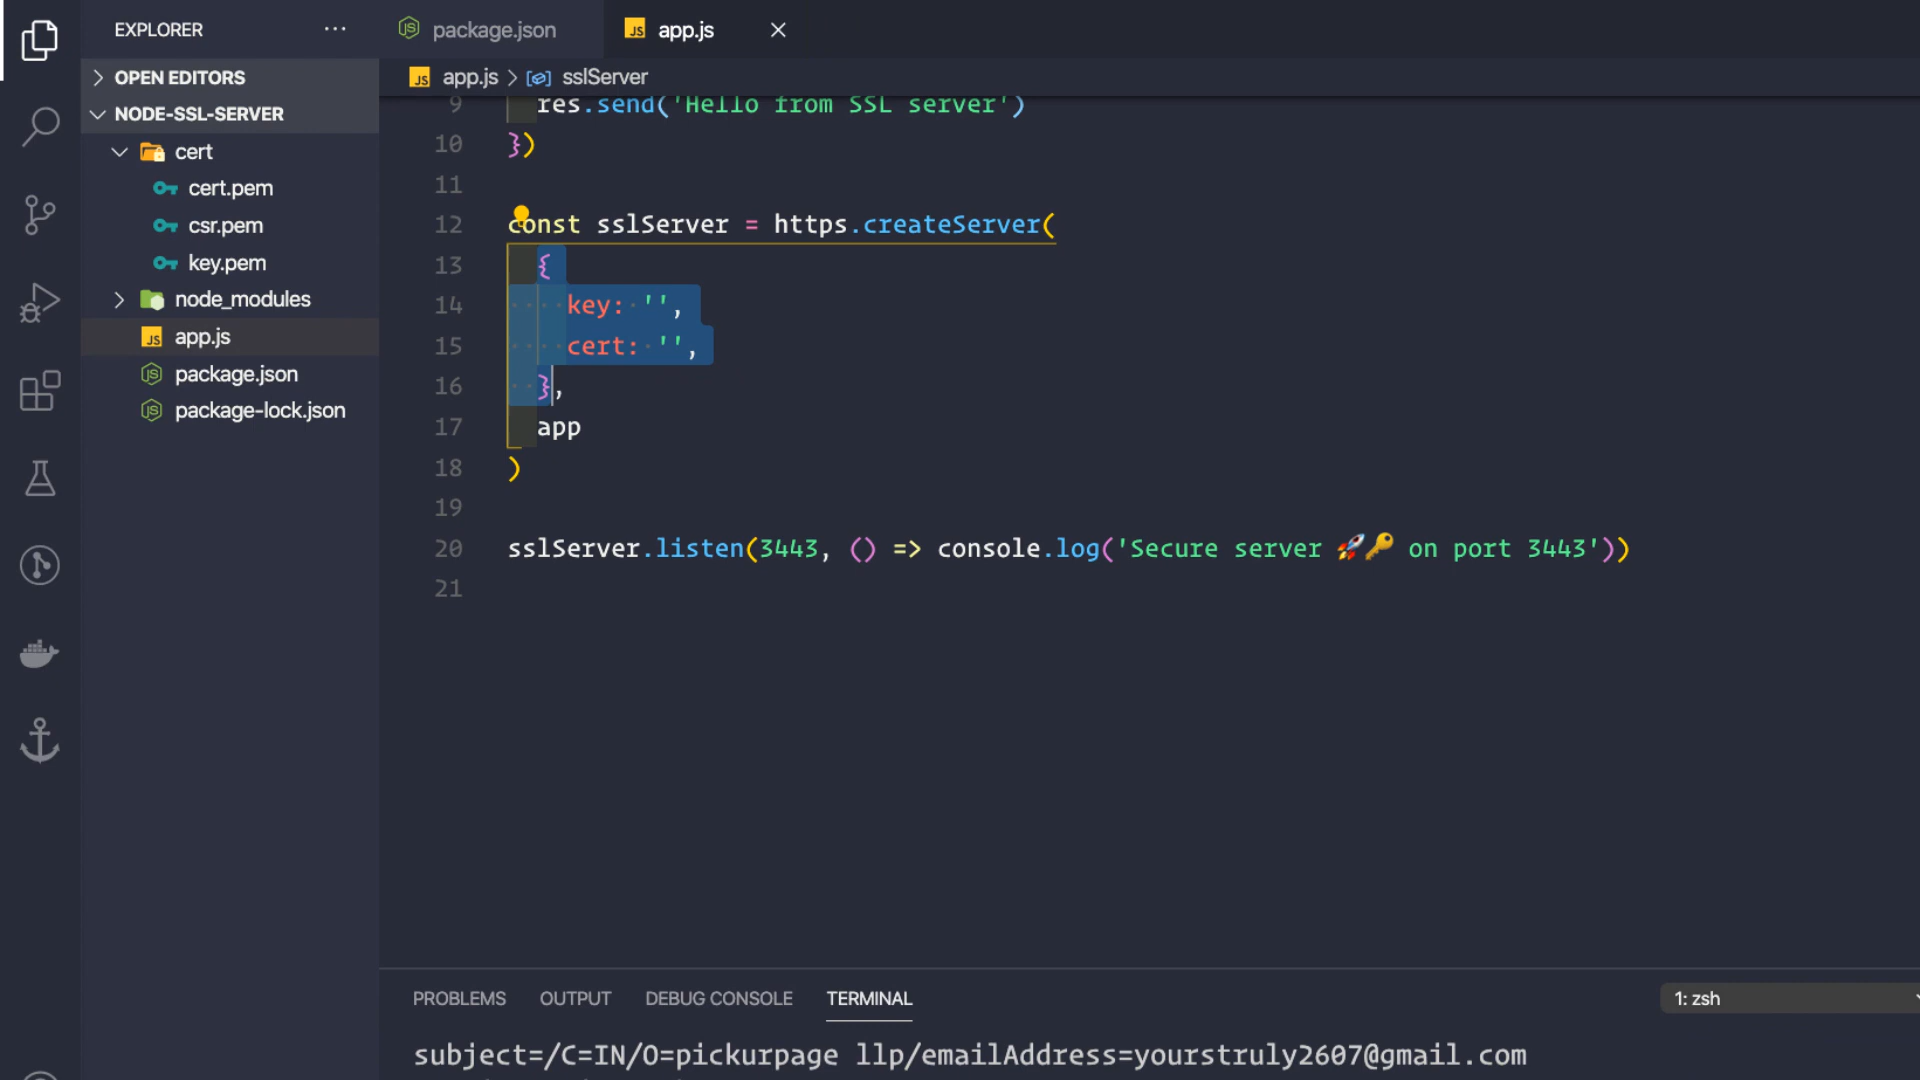 EXPLORER
OPEN EDITORS
NODE-SSL-SERVER
cert
cert.pem
csr.pem
key.pem
node_modules
JS app.js
package.json
package-lock.json
package.json
JS app.js
JS app.js > sslServer
9 res.send('Hello from SSL server')
10 })
11
12 const sslServer = https.createServer(
13 {
14 key: '',
15 cert: '',
16 },
17 app
18 )
19
20 sslServer.listen(3443, () => console.log('Secure server 🚀🔑 on port 3443'))
21
PROBLEMS OUTPUT DEBUG CONSOLE TERMINAL 1: zsh
subject=/C=IN/O=pickurpage llp/emailAddress=yourstruly2607@gmail.com